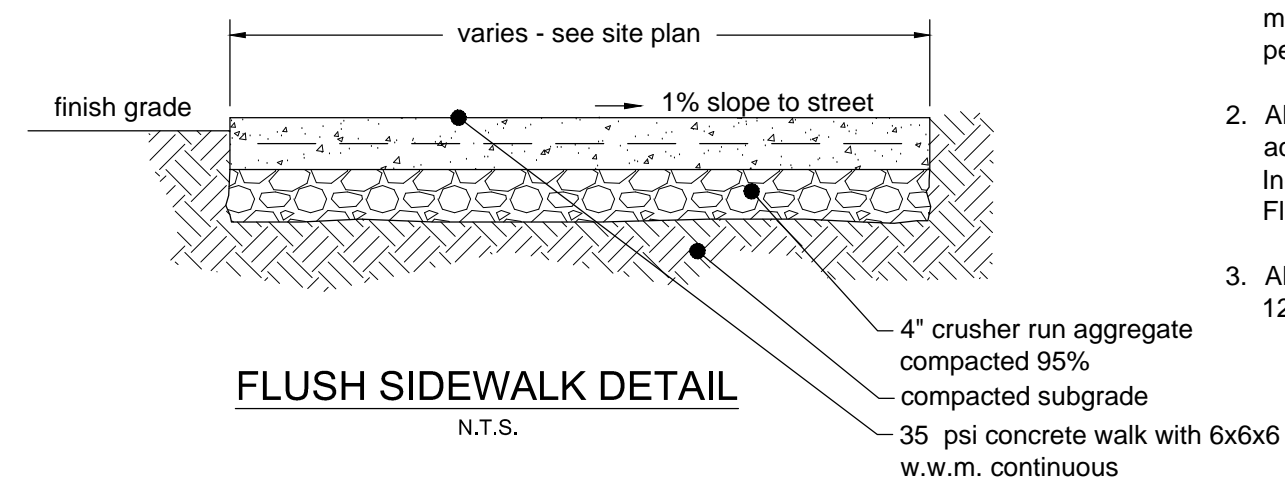 varies - see site plan
finish grade
1% slope to street
4" crusher run aggregate
compacted 95%
compacted subgrade
35 psi concrete walk with 6x6x6
w.w.m. continuous
FLUSH SIDEWALK DETAIL
N.T.S.
2.
3.
12